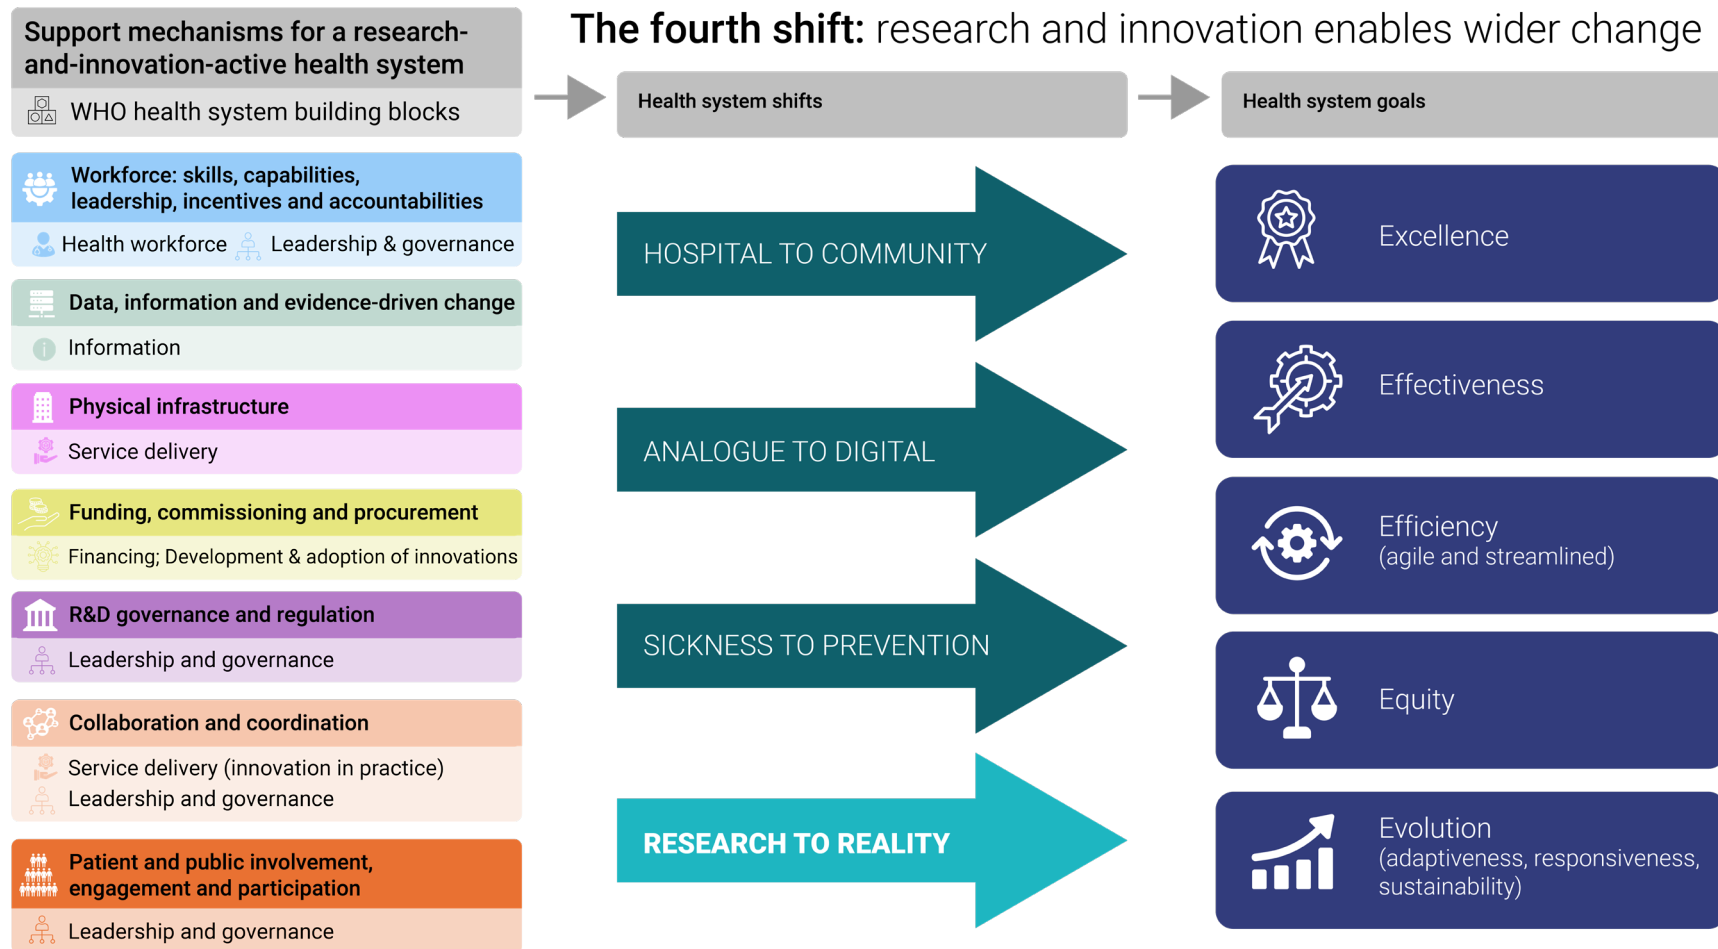 Support mechanisms for a research-
and-innovation-active health system
WHO health system building blocks
Workforce: skills, capabilities,
leadership, incentives and accountabilities
Health workforce Leadership & governance
Data, information and evidence-driven change
Information
Physical infrastructure
Service delivery
Funding, commissioning and procurement
Financing; Development & adoption of innovations
R&D governance and regulation
Leadership and governance
Collaboration and coordination
Service delivery (innovation in practice)
Leadership and governance
Patient and public involvement,
engagement and participation
Leadership and governance
The fourth shift: research and innovation enables wider change
Health system shifts
HOSPITAL TO COMMUNITY
ANALOGUE TO DIGITAL
SICKNESS TO PREVENTION
RESEARCH TO REALITY
Health system goals
Excellence
Effectiveness
Efficiency
(agile and streamlined)
Equity
Evolution
(adaptiveness, responsiveness,
sustainability)